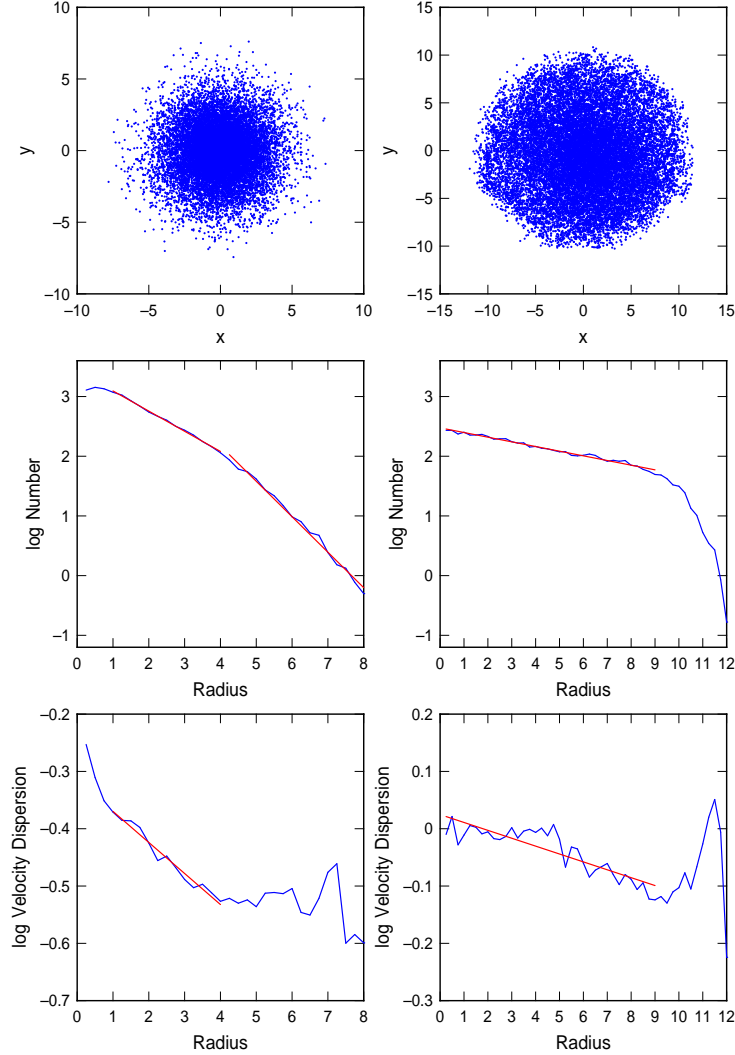 10
5
0
−5
−10
y
−10 −5 0 5 10
x
15
10
5
0
−5
−10
−15
y
−15 −10 −5 0 5 10 15
x
3
2
1
0
−1
log Number
0 1 2 3 4 5 6 7 8
Radius
3
2
1
0
−1
log Number
0 1 2 3 4 5 6 7 8 9 10 11 12
Radius
−0.2
−0.3
−0.4
−0.5
−0.6
−0.7
log Velocity Dispersion
0 1 2 3 4 5 6 7 8
Radius
0.2
0.1
0
−0.1
−0.2
−0.3
log Velocity Dispersion
0 1 2 3 4 5 6 7 8 9 10 11 12
Radius